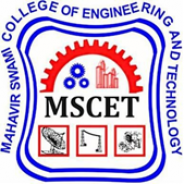 MAHAVIR SWAMI COLLEGE OF ENGINEERING AND TECHNOLOGY
MSCET